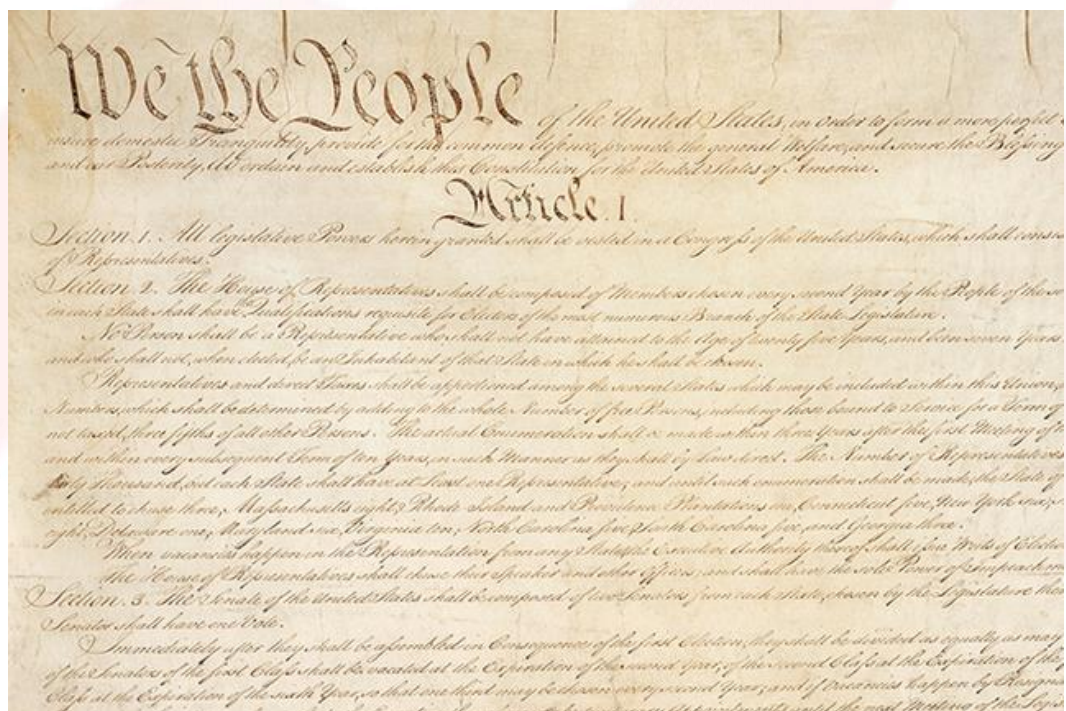 We the People of the United States, in order to form a more perfect
insure domestic Tranquility, provide for the common defence, promote the general Welfare, and secure the Blessing
and our Posterity, do ordain and establish this Constitution for the United States of America.
Article. I.
Section. 1. All legislative Powers herein granted shall be vested in a Congress of the United States, which shall consis
of Representatives.
Section. 2. The House of Representatives shall be composed of Members chosen every second Year by the People of the se
in each State shall have the Qualifications requisite for Electors of the most numerous Branch of the State Legislature.
No Person shall be a Representative who shall not have attained to the Age of twenty five Years, and been seven Years
and who shall not, when elected, be an Inhabitant of that State in which he shall be chosen.
Representatives and direct Taxes shall be apportioned among the several States which may be included within this Union,
Numbers, which shall be determined by adding to the whole Number of free Persons, including those bound to Service for a Term of
not taxed, three fifths of all other Persons. The actual Enumeration shall be made within three Years after the first Meeting of
and within every subsequent Term of ten Years, in such Manner as they shall by Law direct. The Number of Representatives
thirty Thousand, but each State shall have at Least one Representative; and until such enumeration shall be made, the State of
entitled to chuse three, Massachusetts eight, Rhode Island and Providence Plantations one, Connecticut five, New York six,
eight, Delaware one, Maryland six, Virginia ten, North Carolina five, South Carolina five, and Georgia three.
When vacancies happen in the Representation from any State, the Executive Authority thereof shall issue Writs of Election
The House of Representatives shall chuse their Speaker and other Officers; and shall have the sole Power of Impeachm
Section. 3. The Senate of the United States shall be composed of two Senators from each State, chosen by the Legislature ther
Senator shall have one Vote.
Immediately after they shall be assembled in Consequence of the first Election, they shall be divided as equally as may
of the Senators of the first Class shall be vacated at the Expiration of the second Year, of the second Class at the Expiration of the
Class at the Expiration of the sixth Year, so that one third may be chosen every second Year; and if Vacancies happen by Resigna
until the next Meeting of the Legis